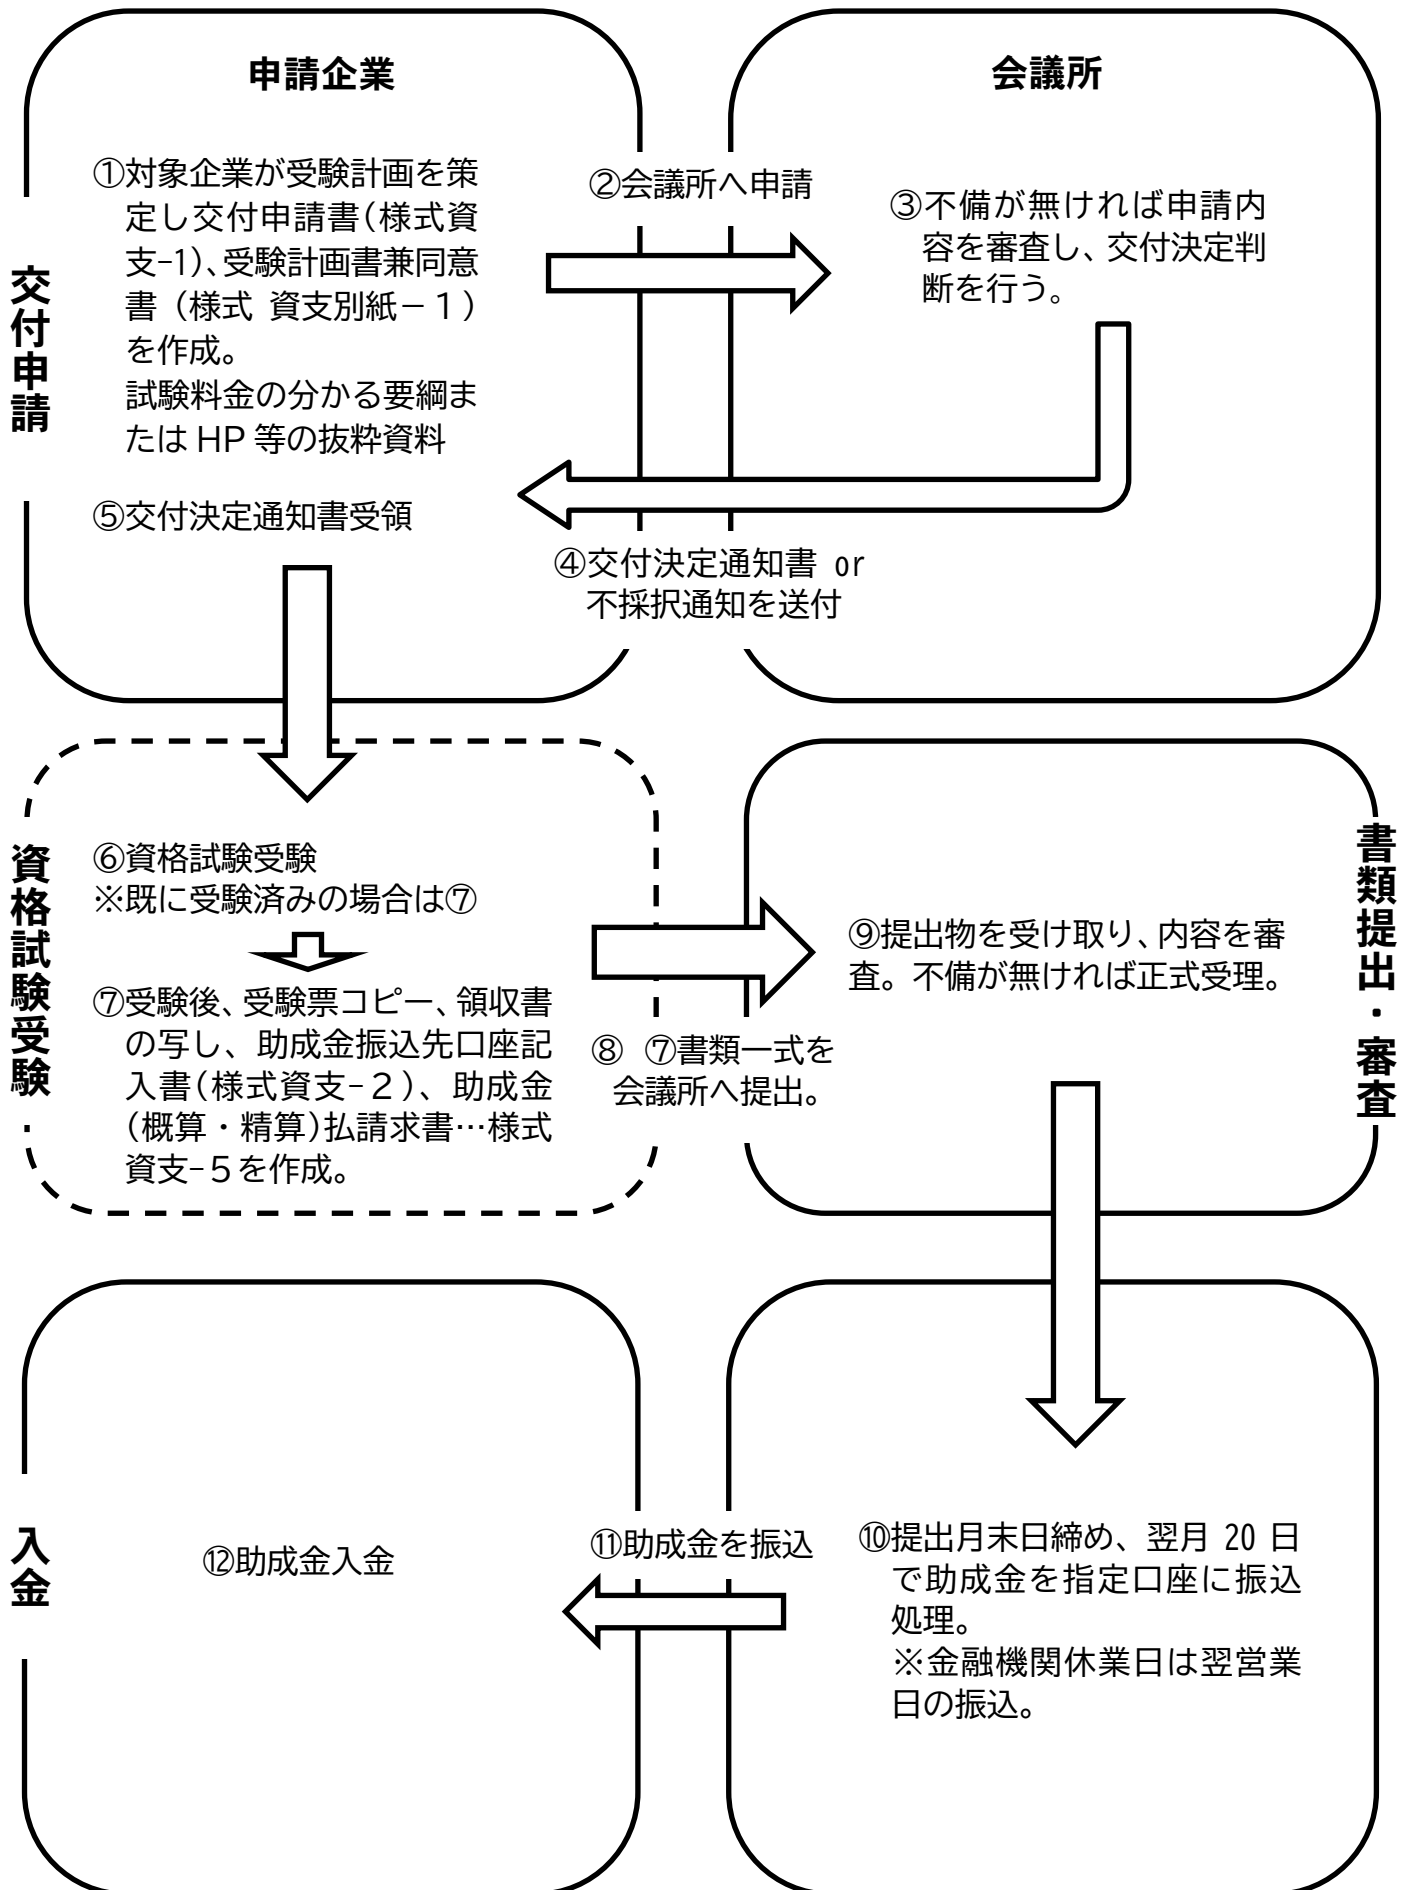 申請企業
会議所
交付申請
①対象企業が受験計画を策
定し交付申請書(様式資
支-1)、受験計画書兼同意
書（様式 資支別紙－１）
を作成。
試験料金の分かる要綱ま
たは HP 等の抜粋資料
②会議所へ申請
③不備が無ければ申請内
容を審査し、交付決定判
断を行う。
④交付決定通知書 or
不採択通知を送付
⑤交付決定通知書受領
資格試験受験・
⑥資格試験受験
※既に受験済みの場合は⑦
⑦受験後、受験票コピー、領収書
の写し、助成金振込先口座記
入書(様式資支-２)、助成金
(概算・精算)払請求書…様式
資支-５を作成。
⑧ ⑦書類一式を
会議所へ提出。
⑨提出物を受け取り、内容を審
査。不備が無ければ正式受理。
書類提出・審査
入金
⑩提出月末日締め、翌月 20 日
で助成金を指定口座に振込
処理。
※金融機関休業日は翌営業
日の振込。
⑪助成金を振込
⑫助成金入金